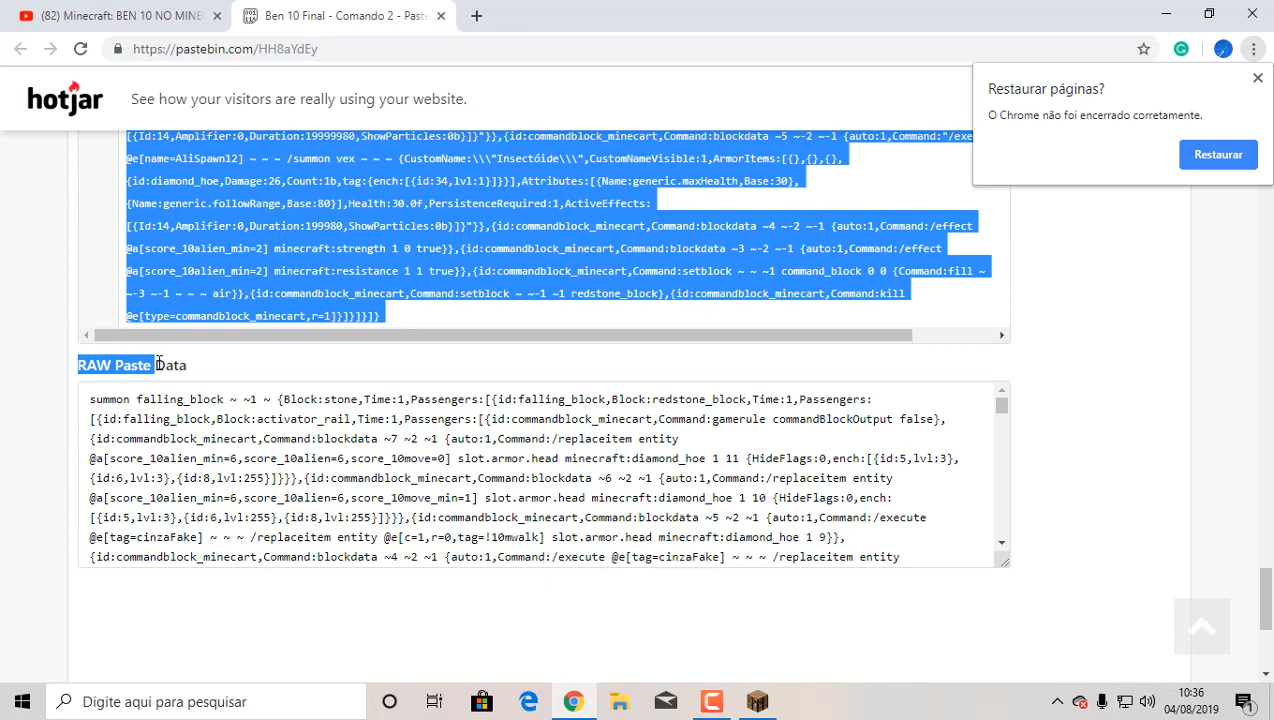 (82) Minecraft: BEN 10 NO MINE
Ben 10 Final - Comando 2 - Paste
https://pastebin.com/HH8aYdEy
hotjar
See how your visitors are really using your website.
Restaurar páginas?
O Chrome não foi encerrado corretamente.
Restaurar
[{Id:14,Amplifier:0,Duration:19999980,ShowParticles:0b}]}"}},{id:commandblock_minecart,Command:blockdata ~5 ~-2 ~-1 {auto:1,Command:"/exe
@e[name=AliSpawn12] ~ ~ ~ /summon vex ~ ~ ~ {CustomName:\\\"Insectóide\\\",CustomNameVisible:1,ArmorItems:[{},{},{},
{id:diamond_hoe,Damage:26,Count:1b,tag:{ench:[{id:34,lvl:1}]}}],Attributes:[{Name:generic.maxHealth,Base:30},
{Name:generic.followRange,Base:80}],Health:30.0f,PersistenceRequired:1,ActiveEffects:
[{Id:14,Amplifier:0,Duration:199980,ShowParticles:0b}]}"}},{id:commandblock_minecart,Command:blockdata ~4 ~-2 ~-1 {auto:1,Command:/effect
@a[score_10alien_min=2] minecraft:strength 1 0 true}},{id:commandblock_minecart,Command:blockdata ~3 ~-2 ~-1 {auto:1,Command:/effect
@a[score_10alien_min=2] minecraft:resistance 1 1 true}},{id:commandblock_minecart,Command:setblock ~ ~ ~1 command_block 0 0 {Command:fill ~
~-3 ~-1 ~ ~ ~ air}},{id:commandblock_minecart,Command:setblock ~ ~-1 ~1 redstone_block},{id:commandblock_minecart,Command:kill
@e[type=commandblock_minecart,r=1]}]}]}]}
RAW Paste Data
summon falling_block ~ ~1 ~ {Block:stone,Time:1,Passengers:[{id:falling_block,Block:redstone_block,Time:1,Passengers:
[{id:falling_block,Block:activator_rail,Time:1,Passengers:[{id:commandblock_minecart,Command:gamerule commandBlockOutput false},
{id:commandblock_minecart,Command:blockdata ~7 ~2 ~1 {auto:1,Command:/replaceitem entity
@a[score_10alien_min=6,score_10alien=6,score_10move=0] slot.armor.head minecraft:diamond_hoe 1 11 {HideFlags:0,ench:[{id:5,lvl:3},
{id:6,lvl:3},{id:8,lvl:255}]}}},{id:commandblock_minecart,Command:blockdata ~6 ~2 ~1 {auto:1,Command:/replaceitem entity
@a[score_10alien_min=6,score_10alien=6,score_10move_min=1] slot.armor.head minecraft:diamond_hoe 1 10 {HideFlags:0,ench:
[{id:5,lvl:3},{id:6,lvl:255},{id:8,lvl:255}]}}},{id:commandblock_minecart,Command:blockdata ~5 ~2 ~1 {auto:1,Command:/execute
@e[tag=cinzaFake] ~ ~ ~ /replaceitem entity @e[c=1,r=0,tag=!10mwalk] slot.armor.head minecraft:diamond_hoe 1 9}},
{id:commandblock_minecart,Command:blockdata ~4 ~2 ~1 {auto:1,Command:/execute @e[tag=cinzaFake] ~ ~ ~ /replaceitem entity
Digite aqui para pesquisar
10:36
04/08/2019
1